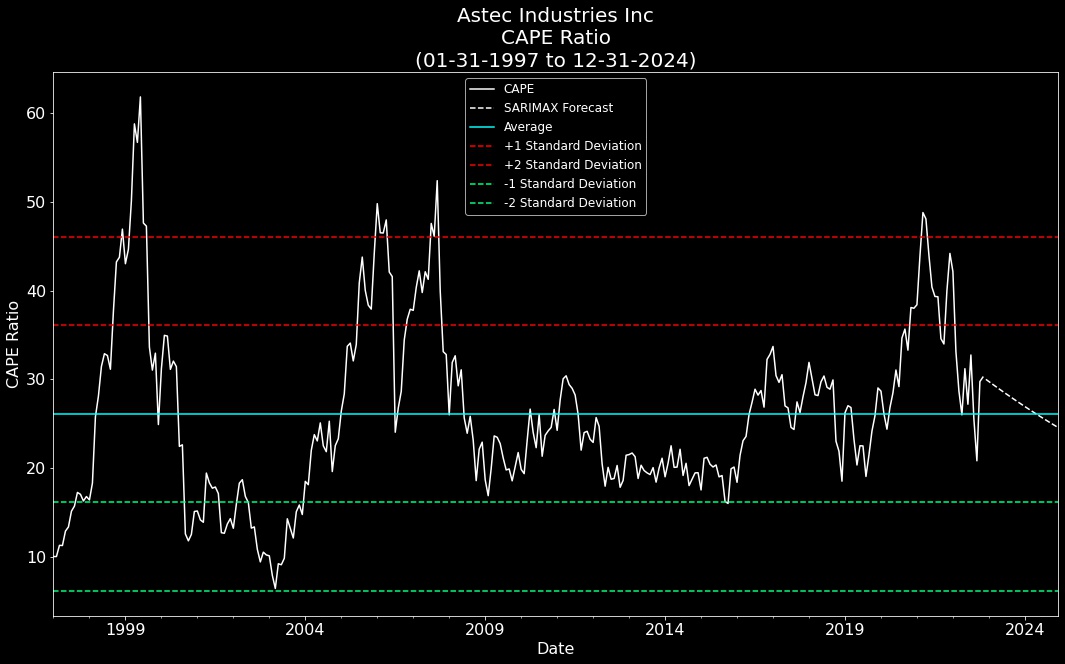 Astec Industries Inc
CAPE Ratio
(01-31-1997 to 12-31-2024)
CAPE
SARIMAX Forecast
Average
+1 Standard Deviation
+2 Standard Deviation
-1 Standard Deviation
-2 Standard Deviation
CAPE Ratio
60
50
40
30
20
10
1999 2004 2009 2014 2019 2024
Date